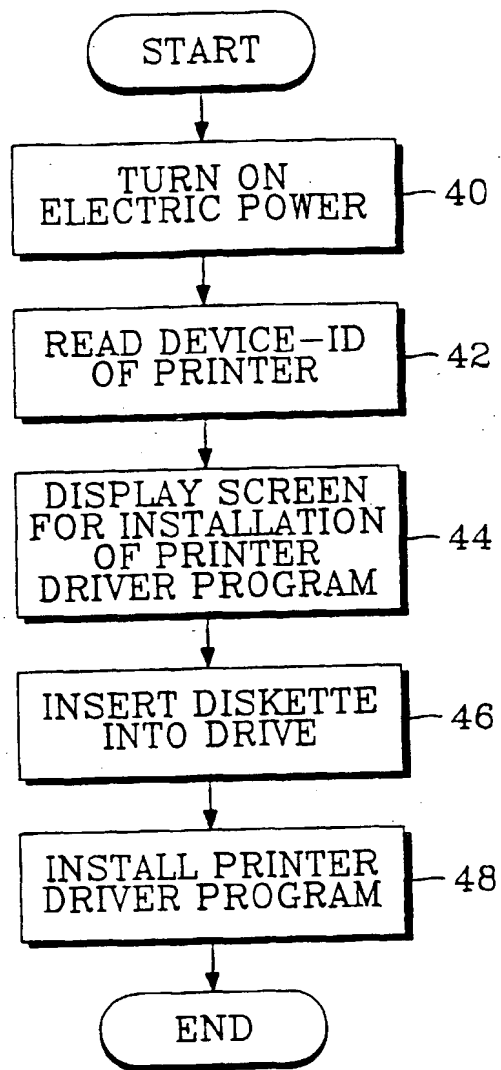 START
TURN ON
ELECTRIC POWER
40
READ DEVICE-ID
OF PRINTER
42
DISPLAY SCREEN
FOR INSTALLATION
OF PRINTER
DRIVER PROGRAM
44
INSERT DISKETTE
INTO DRIVE
46
INSTALL PRINTER
DRIVER PROGRAM
48
END